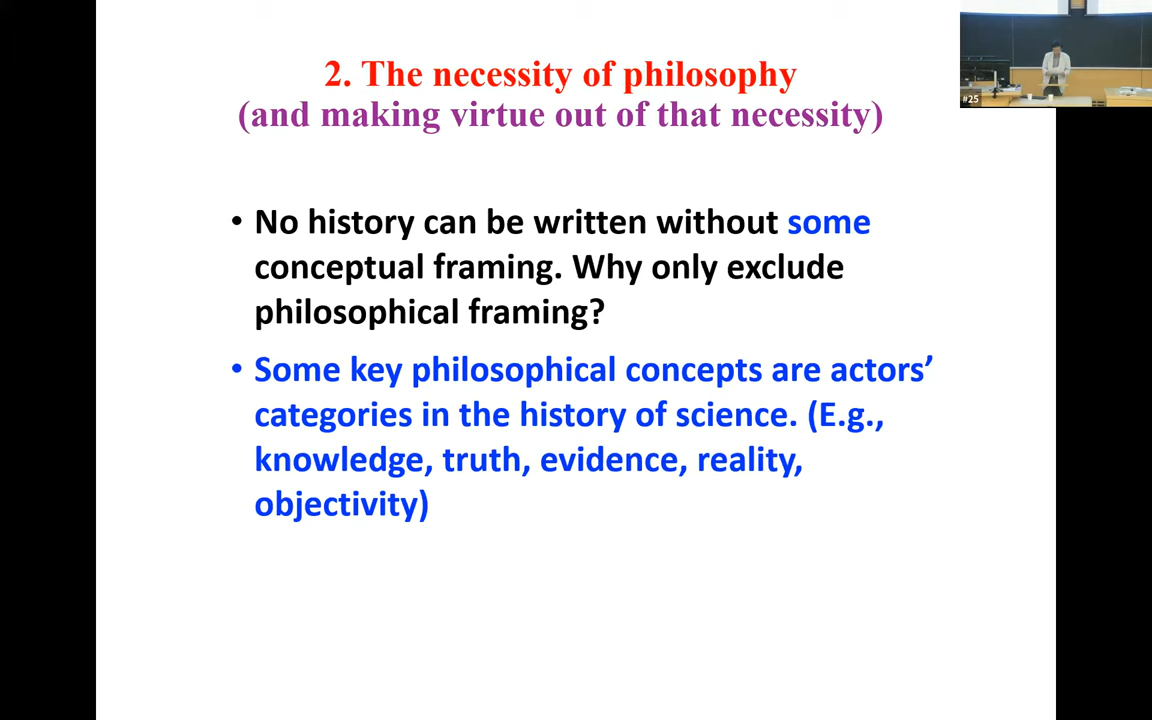 2. The necessity of philosophy
(and making virtue out of that necessity)
• No history can be written without some
conceptual framing. Why only exclude
philosophical framing?
• Some key philosophical concepts are actors’
categories in the history of science. (E.g.,
knowledge, truth, evidence, reality,
objectivity)
#25